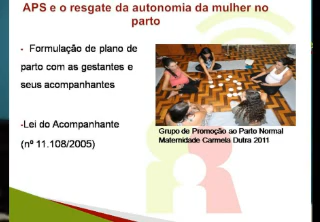 APS e o resgate da autonomia da mulher no
parto
- Formulação de plano de
parto com as gestantes e
seus acompanhantes
-Lei do Acompanhante
(nº 11.108/2005)
Grupo de Promoção ao Parto Normal
Maternidade Carmela Dutra 2011